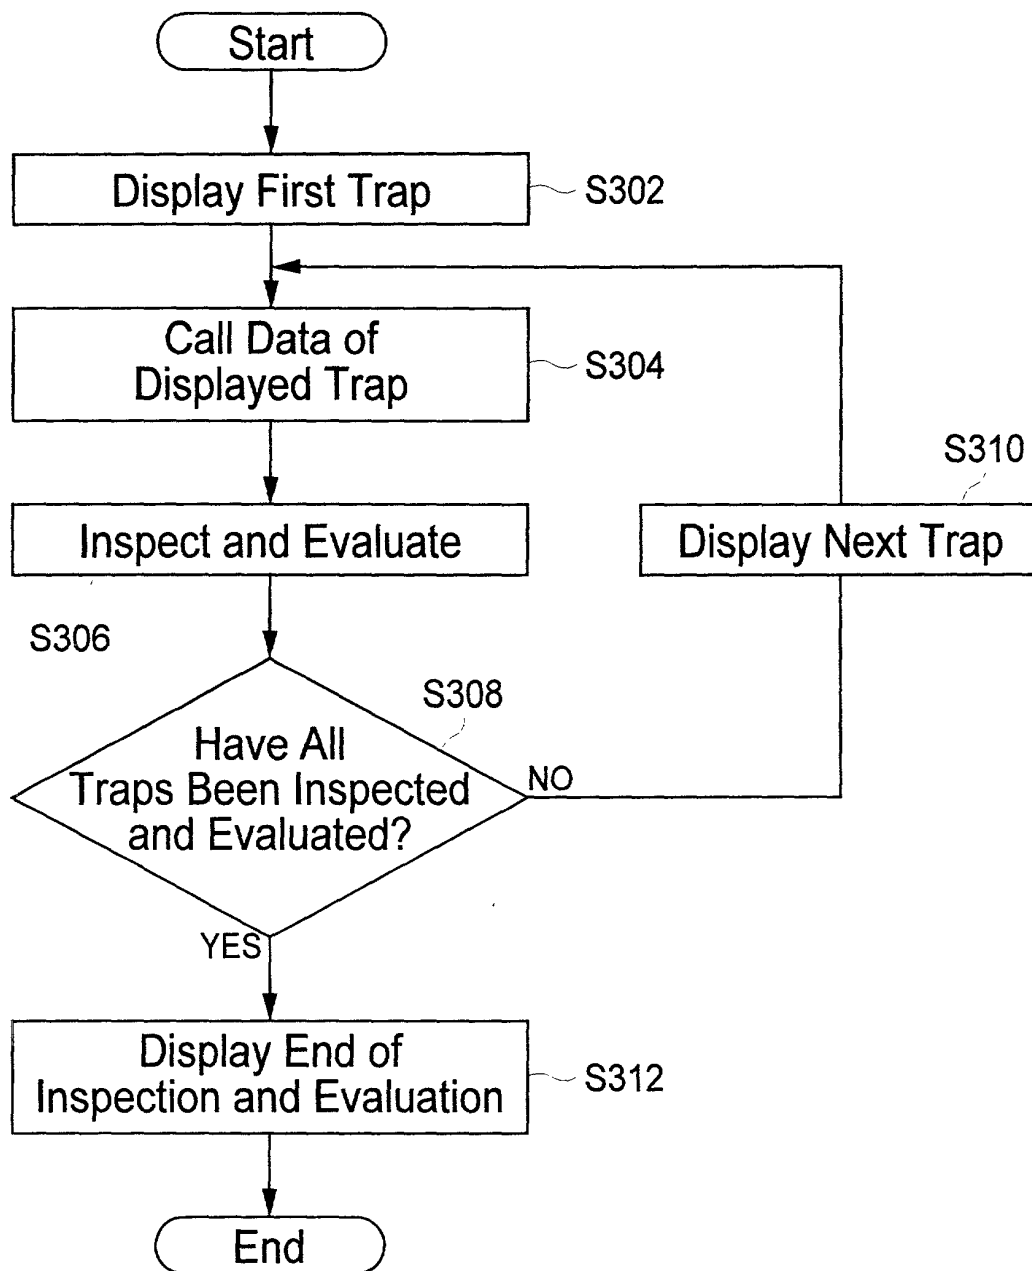 Start
Display First Trap
S302
Call Data of
Displayed Trap
S304
S310
Inspect and Evaluate
Display Next Trap
S306
S308
Have All
Traps Been Inspected
and Evaluated?
NO
YES
Display End of
Inspection and Evaluation
S312
End